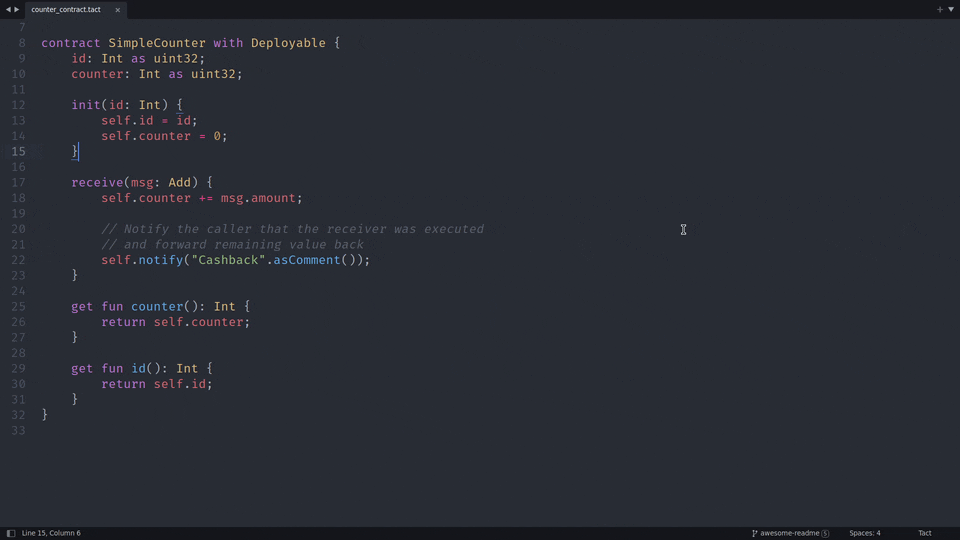 counter_contract.tact ×
7
8 contract SimpleCounter with Deployable {
9     id: Int as uint32;
10     counter: Int as uint32;
11
12     init(id: Int) {
13         self.id = id;
14         self.counter = 0;
15     }
16
17     receive(msg: Add) {
18         self.counter += msg.amount;
19
20         // Notify the caller that the receiver was executed
21         // and forward remaining value back
22         self.notify("Cashback".asComment());
23     }
24
25     get fun counter(): Int {
26         return self.counter;
27     }
28
29     get fun id(): Int {
30         return self.id;
31     }
32 }
33
Line 15, Column 6 awesome-readme 5 Spaces: 4 Tact